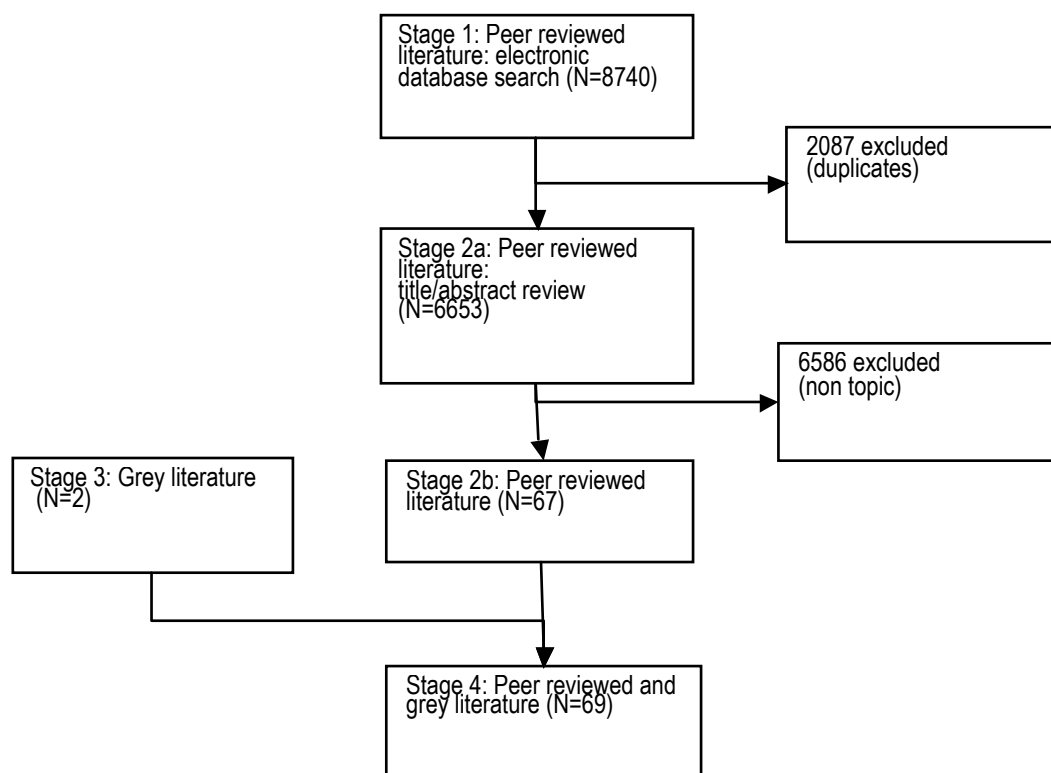 Stage 1: Peer reviewed
literature: electronic
database search (N=8740)
2087 excluded
(duplicates)
Stage 2a: Peer reviewed
literature:
title/abstract review
(N=6653)
6586 excluded
(non topic)
Stage 3: Grey literature
(N=2)
Stage 2b: Peer reviewed
literature (N=67)
Stage 4: Peer reviewed and
grey literature (N=69)